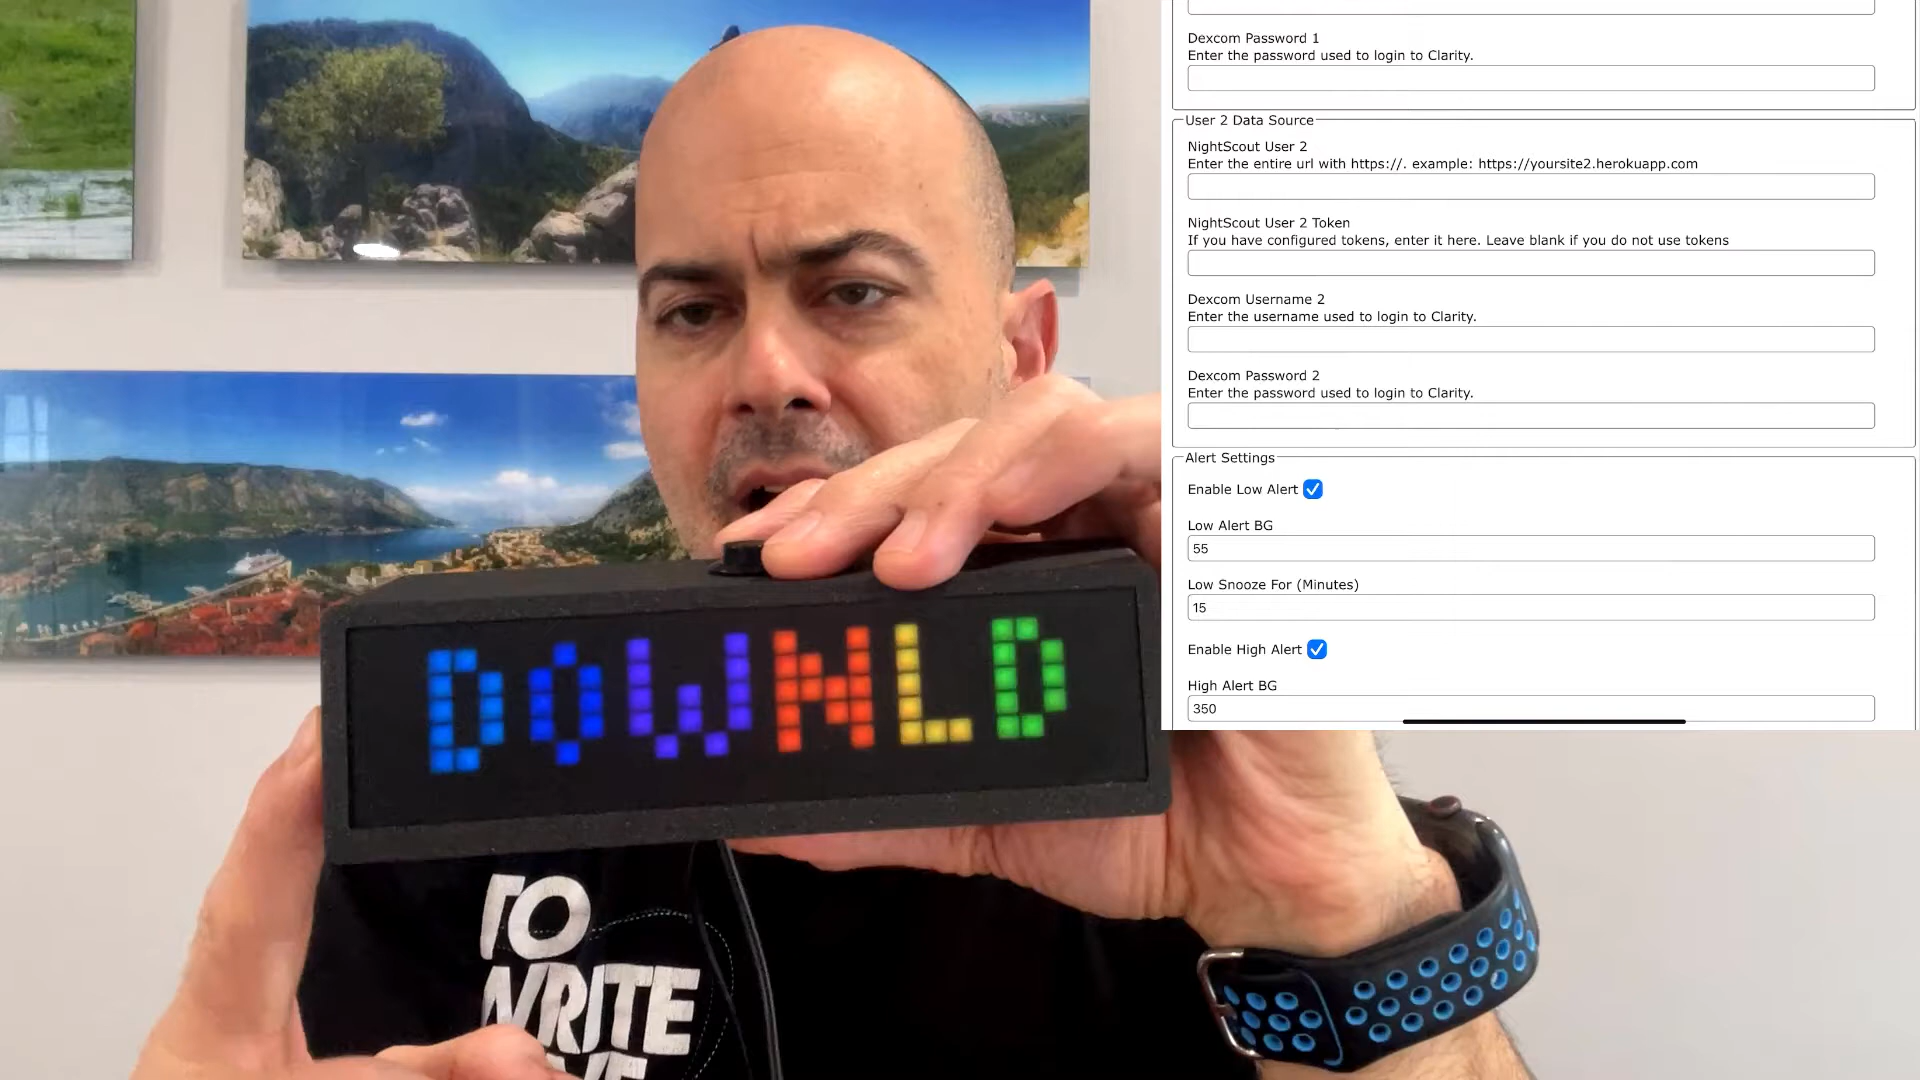 Dexcom Password 1
Enter the password used to login to Clarity.
User 2 Data Source
NightScout User 2
Enter the entire url with https://. example: https://yoursite2.herokuapp.com
NightScout User 2 Token
If you have configured tokens, enter it here. Leave blank if you do not use tokens
Dexcom Username 2
Enter the username used to login to Clarity.
Dexcom Password 2
Enter the password used to login to Clarity.
Alert Settings
Enable Low Alert
Low Alert BG
55
Low Snooze For (Minutes)
15
Enable High Alert
High Alert BG
350
DOWNLD
TO
WRITE